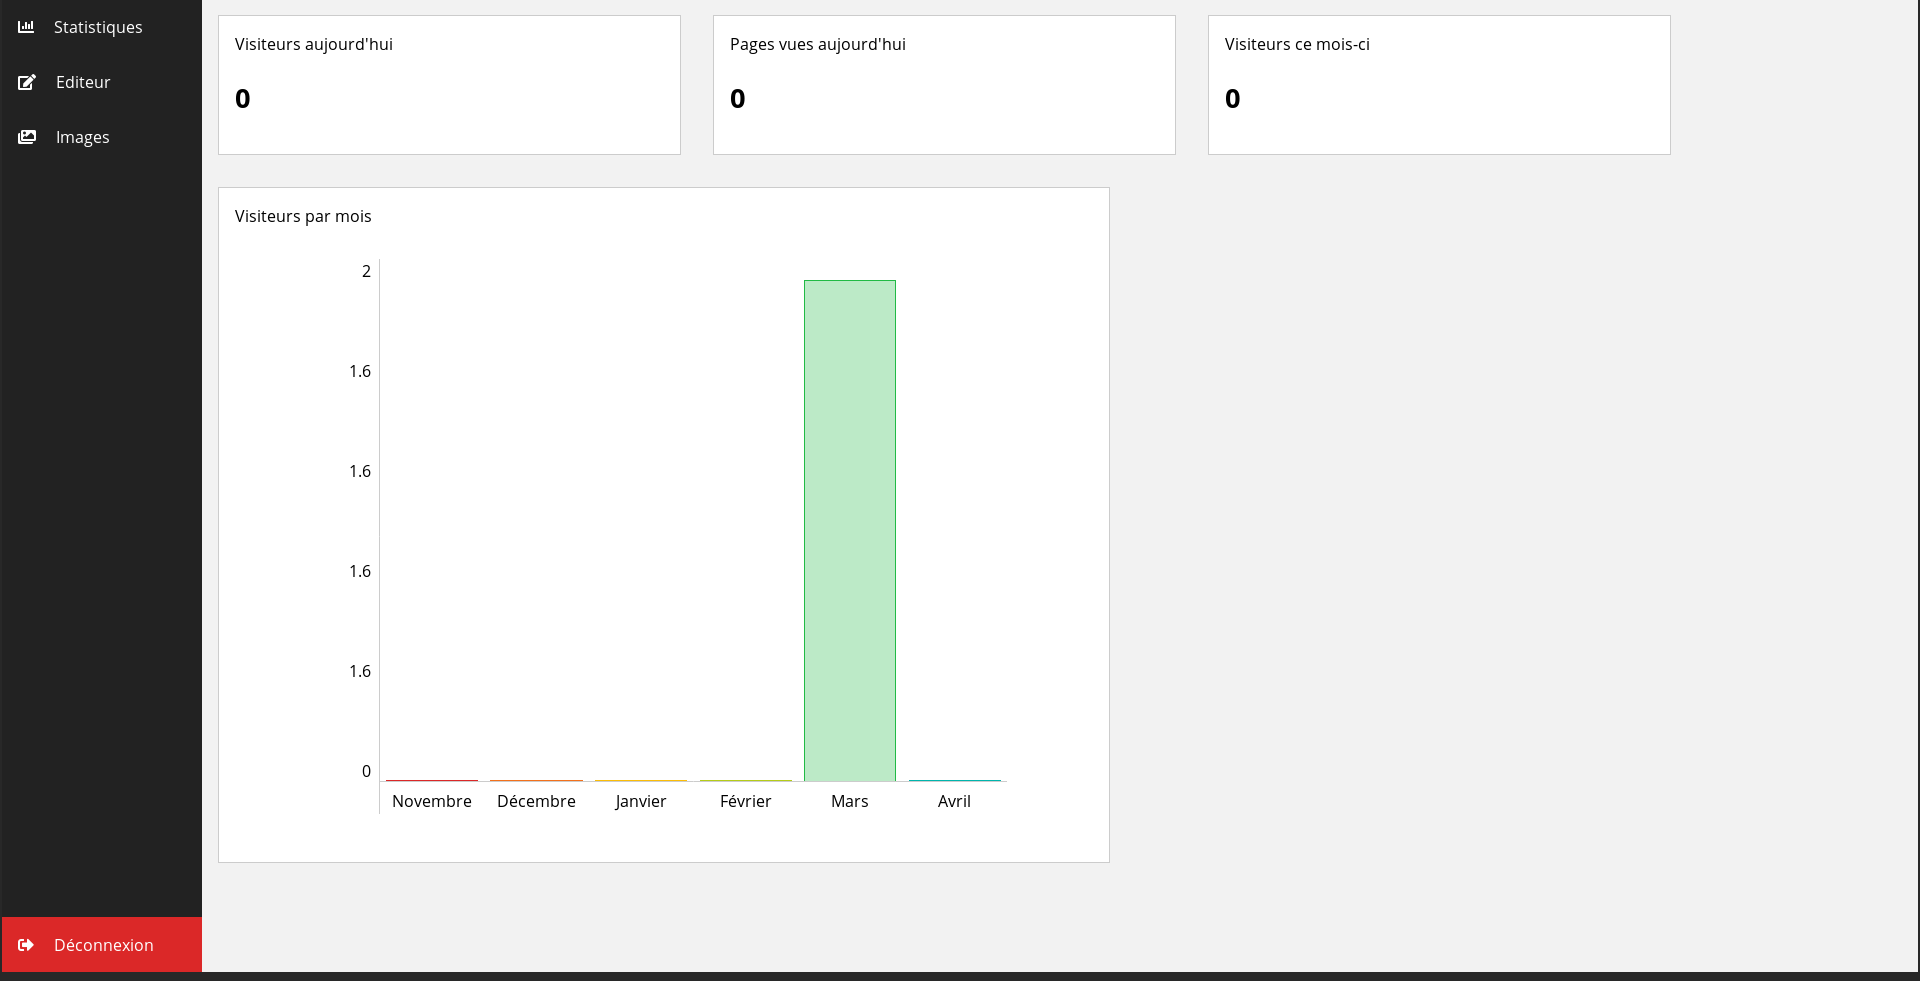 Statistiques
Editeur
Images
Déconnexion
Visiteurs aujourd'hui
0
Pages vues aujourd'hui
0
Visiteurs ce mois-ci
0
Visiteurs par mois
2
1.6
1.6
1.6
1.6
0
Novembre Décembre Janvier Février Mars Avril